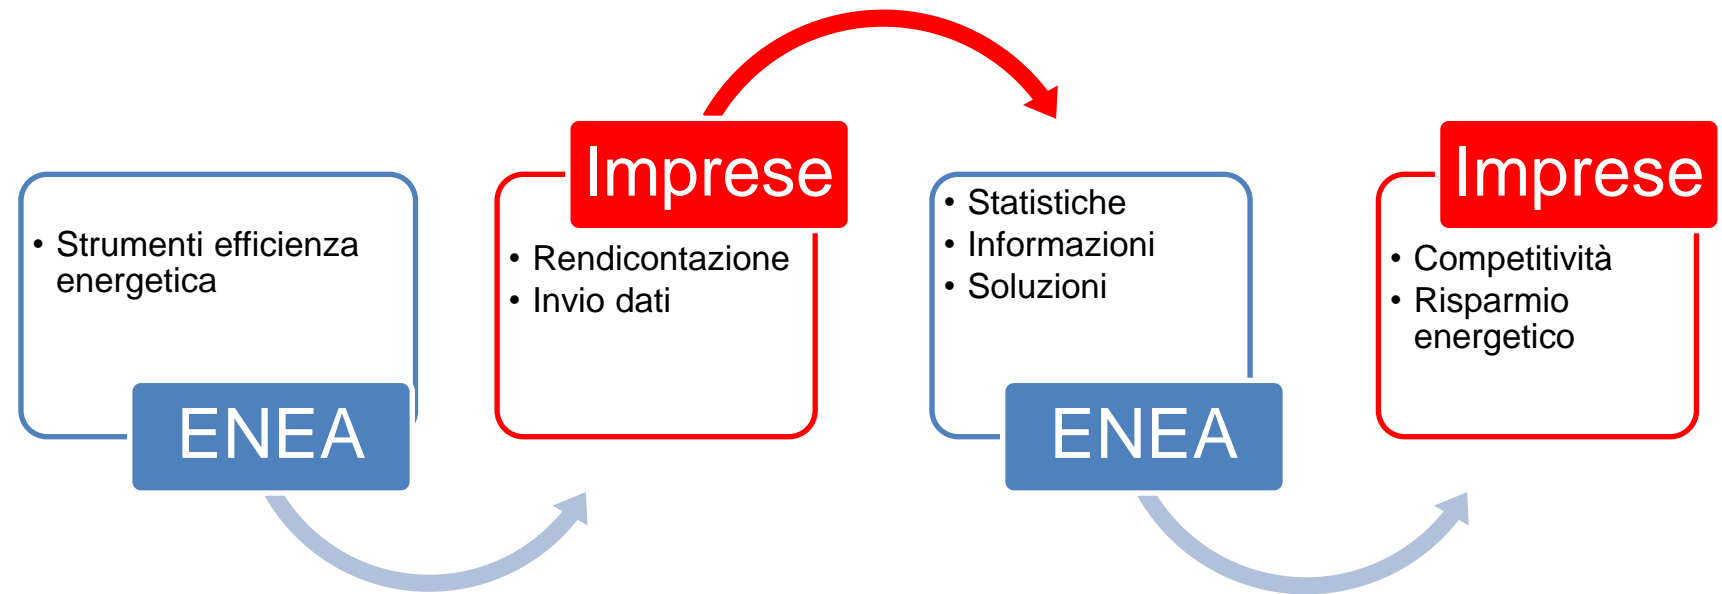 • Strumenti efficienza
energetica
ENEA
Imprese
• Rendicontazione
• Invio dati
• Statistiche
• Informazioni
• Soluzioni
ENEA
Imprese
• Competitività
• Risparmio
energetico